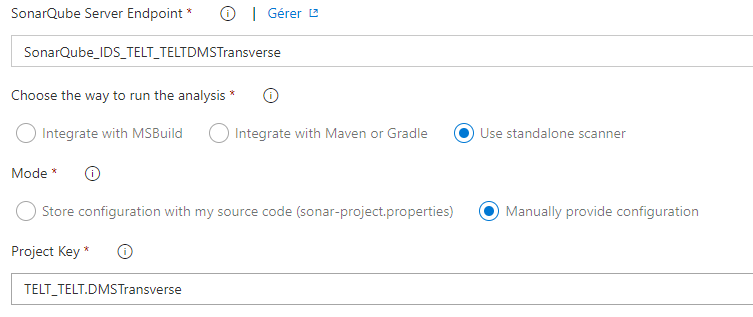 SonarQube Server Endpoint * | Gérer
SonarQube_IDS_TELT_TELTDMSTransverse
Choose the way to run the analysis *
Integrate with MSBuild Integrate with Maven or Gradle Use standalone scanner
Mode *
Store configuration with my source code (sonar-project.properties) Manually provide configuration
Project Key *
TELT_TELT.DMSTransverse